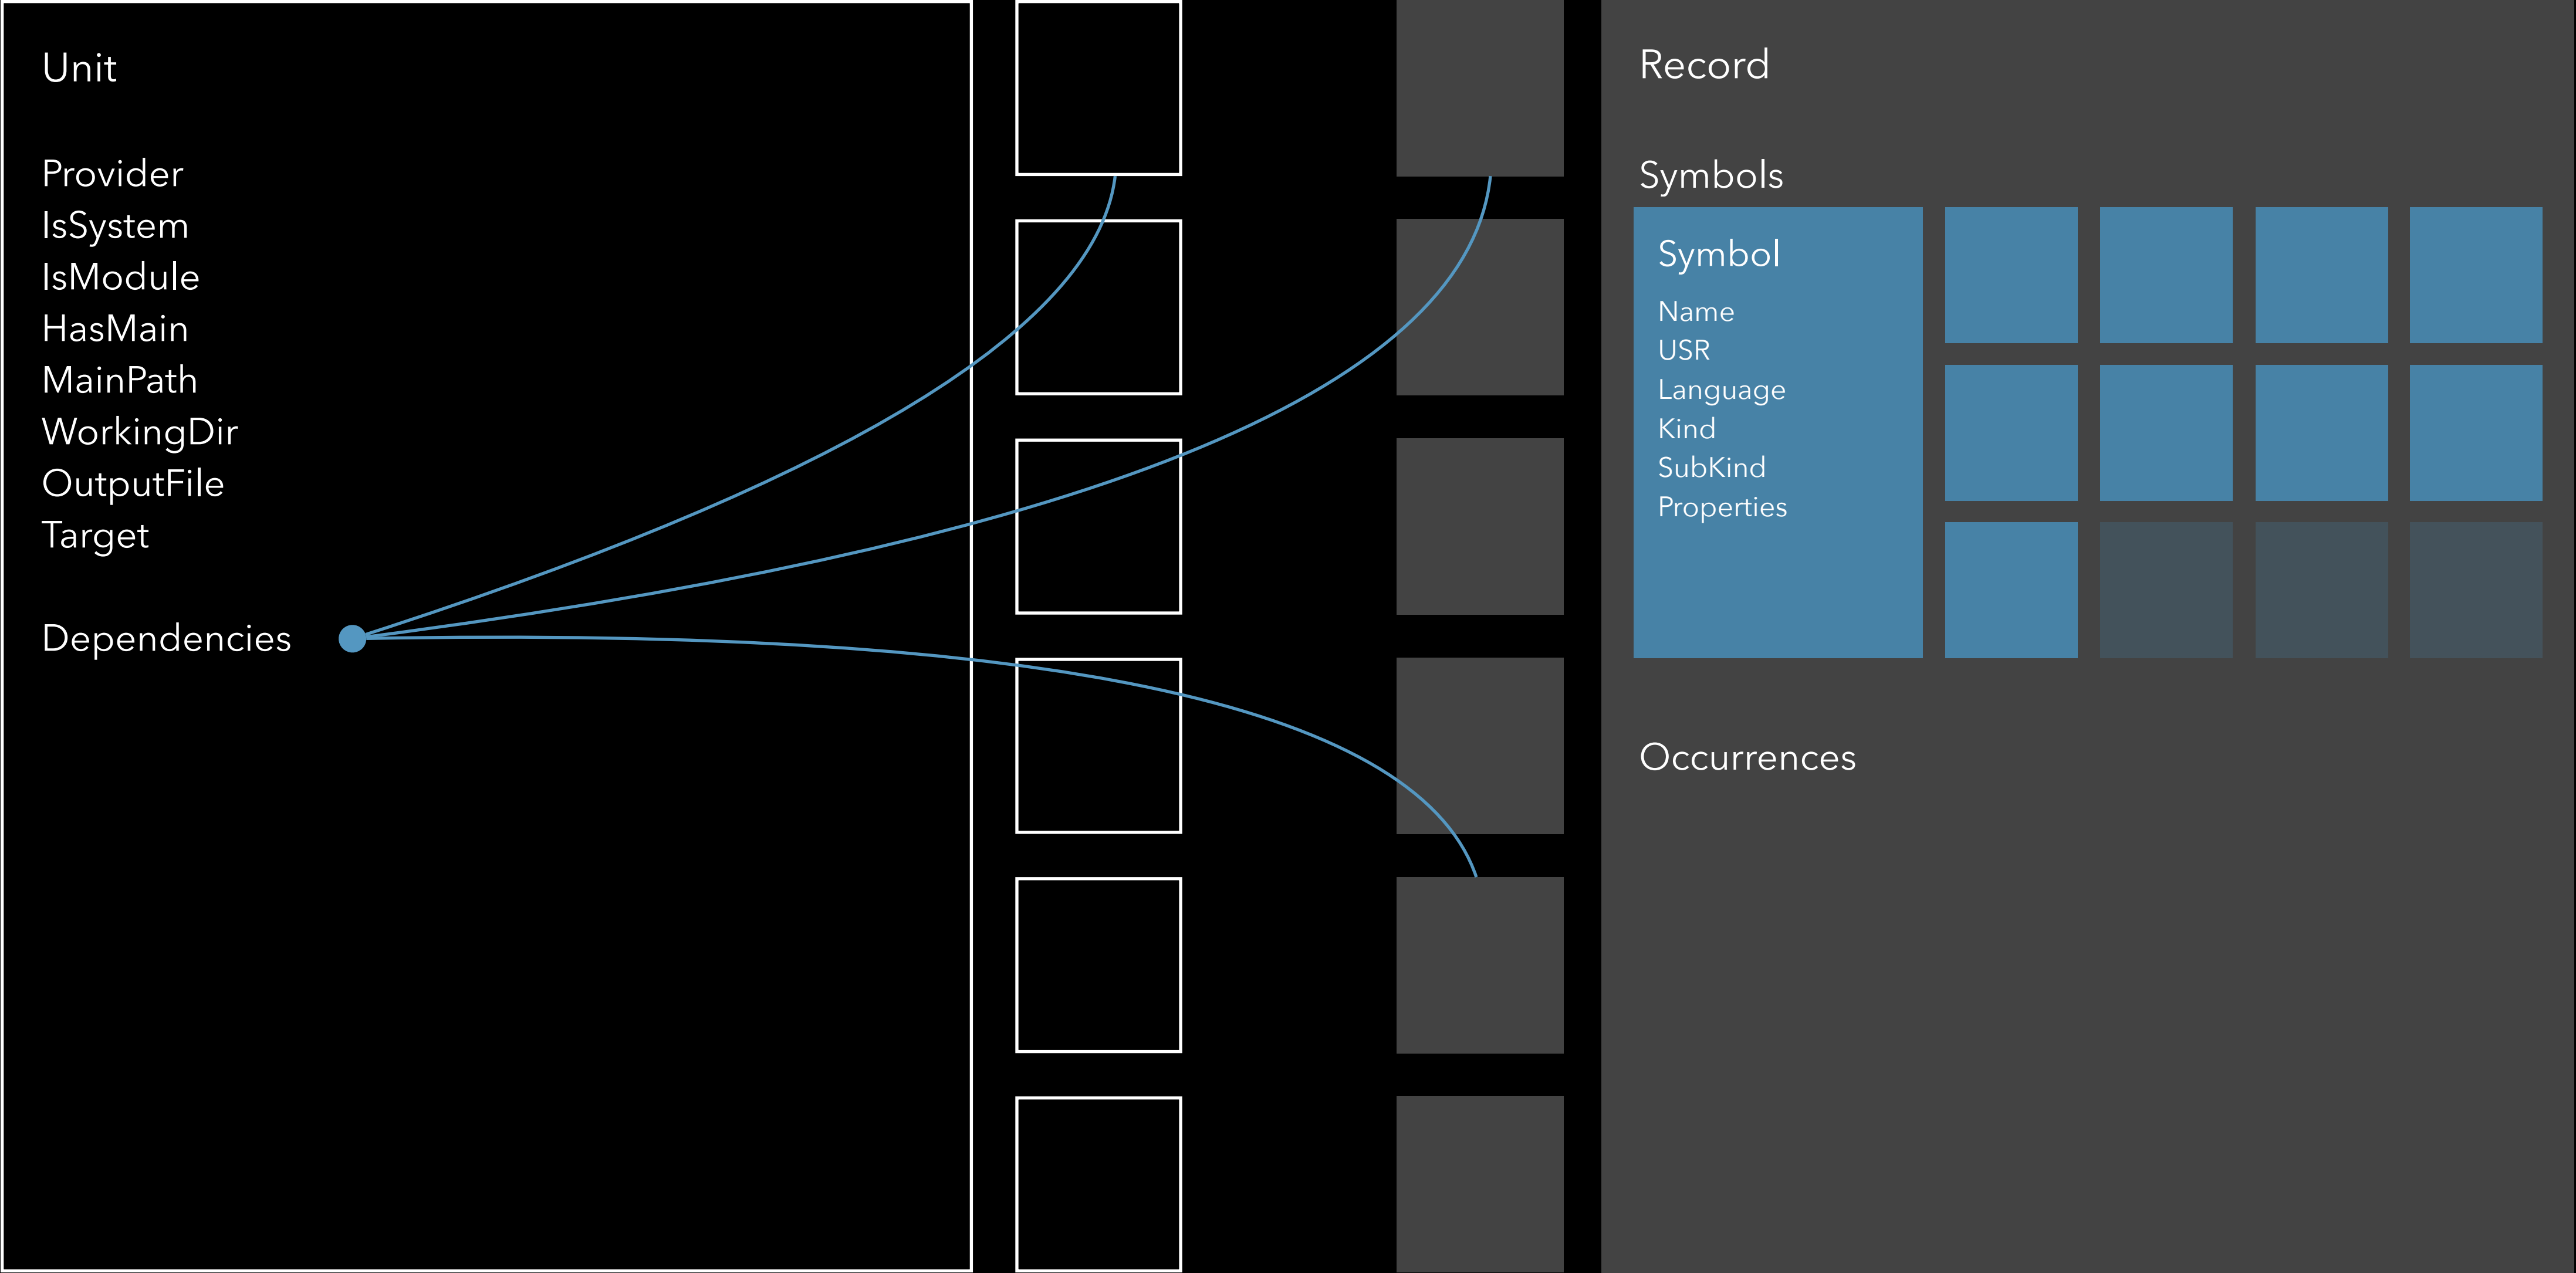 Unit
Provider
IsSystem
IsModule
HasMain
MainPath
WorkingDir
OutputFile
Target
Dependencies
Record
Symbols
Symbol
Name
USR
Language
Kind
SubKind
Properties
Occurrences